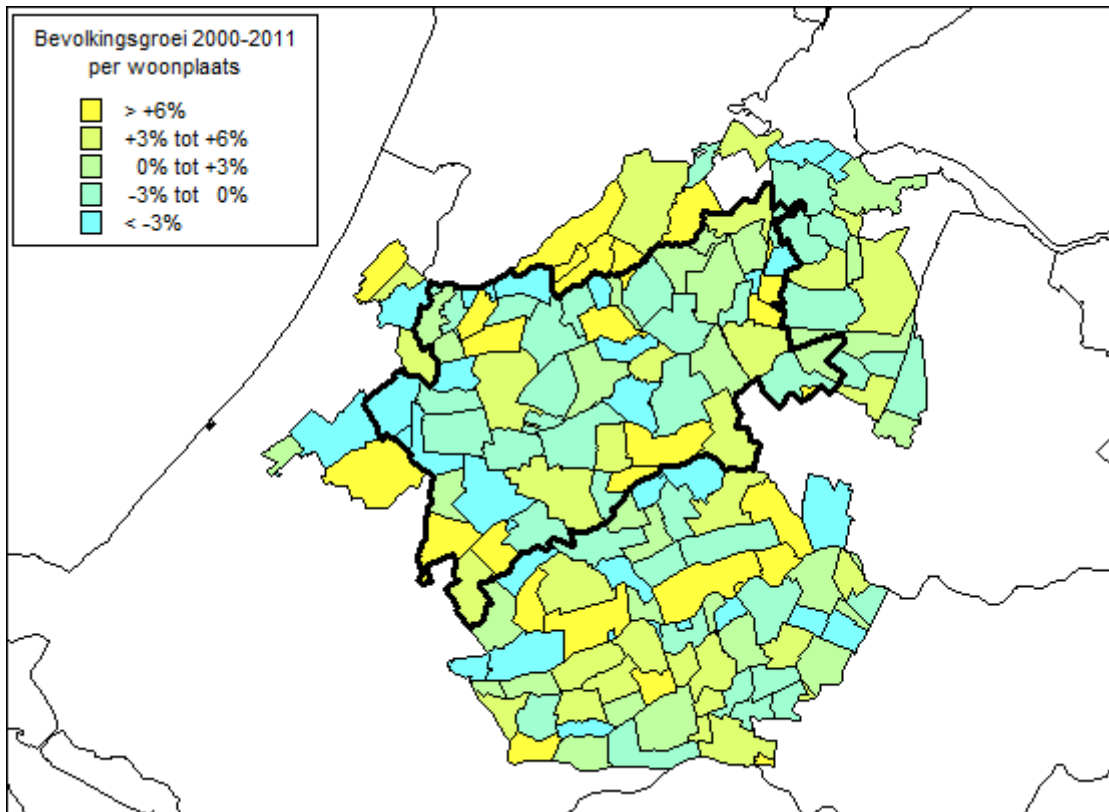 Bevolkingsgroei 2000-2011
per woonplaats
> +6%
+3% tot +6%
0% tot +3%
-3% tot 0%
< -3%